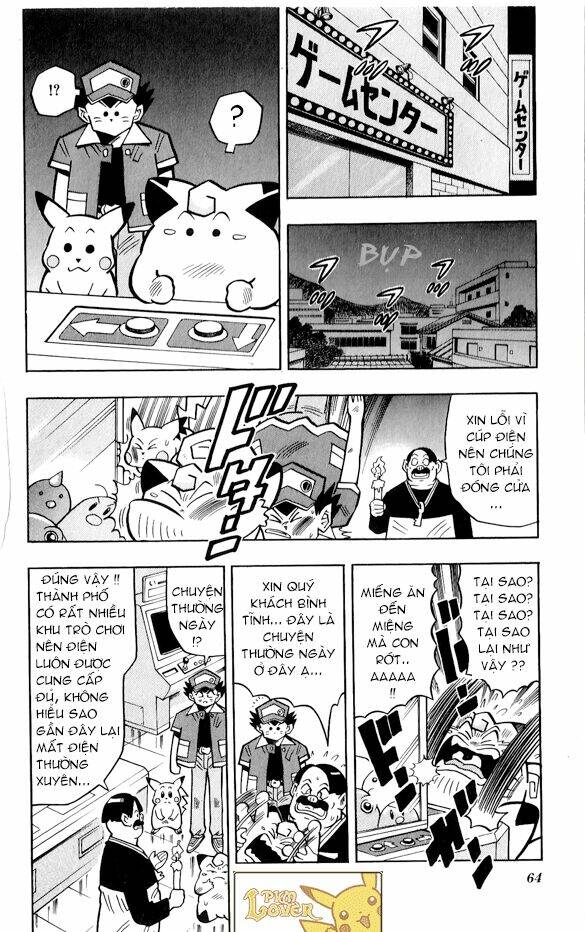 ゲームセンター
ゲームセンター
!?
?
BỤP
XIN LỖI VÌ
CÚP ĐIỆN
NÊN CHÚNG
TÔI PHẢI
ĐÓNG CỬA
...
TẠI SAO?
TẠI SAO?
TẠI SAO?
TẠI SAO
LẠI NHƯ
VẬY ??
MIẾNG ĂN
ĐẾN
MIỆNG
MÀ CÒN
RỚT..
AAAAA
!!
XIN QUÝ
KHÁCH BÌNH
TĨNH... ĐÂY LÀ
CHUYỆN
THƯỜNG NGÀY
Ở ĐÂY Ạ...
CHUYỆN
THƯỜNG
NGÀY
!?
ĐÚNG VẬY !!
THÀNH PHỐ
CÓ RẤT NHIỀU
KHU TRÒ CHƠI
NÊN ĐIỆN
LUÔN ĐƯỢC
CUNG CẤP
ĐỦ, KHÔNG
HIỂU SAO
GẦN ĐÂY LẠI
MẤT ĐIỆN
THƯỜNG
XUYÊN...
64
PKM
LOVER